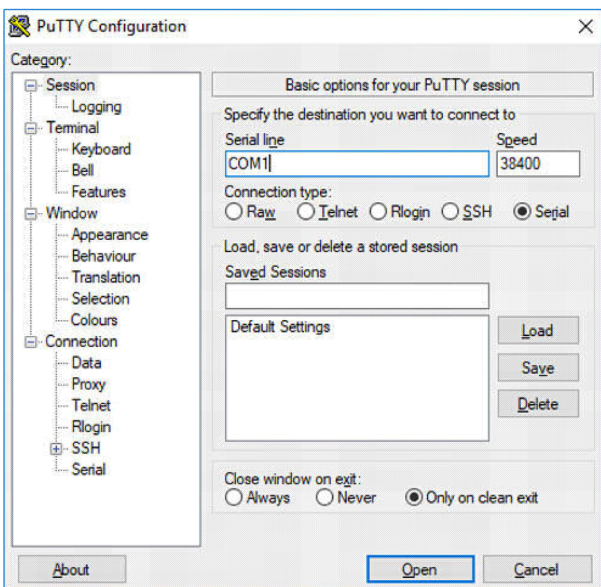 PuTTY Configuration
Category:
Session
Logging
Terminal
Keyboard
Bell
Features
Window
Appearance
Behaviour
Translation
Selection
Colours
Connection
Data
Proxy
Telnet
Rlogin
SSH
Serial
Basic options for your PuTTY session
Specify the destination you want to connect to
Serial line Speed
COM1 38400
Connection type:
Raw Telnet Rlogin SSH Serial
Load, save or delete a stored session
Saved Sessions
Default Settings
Load
Save
Delete
Close window on exit:
Always Never Only on clean exit
About Open Cancel